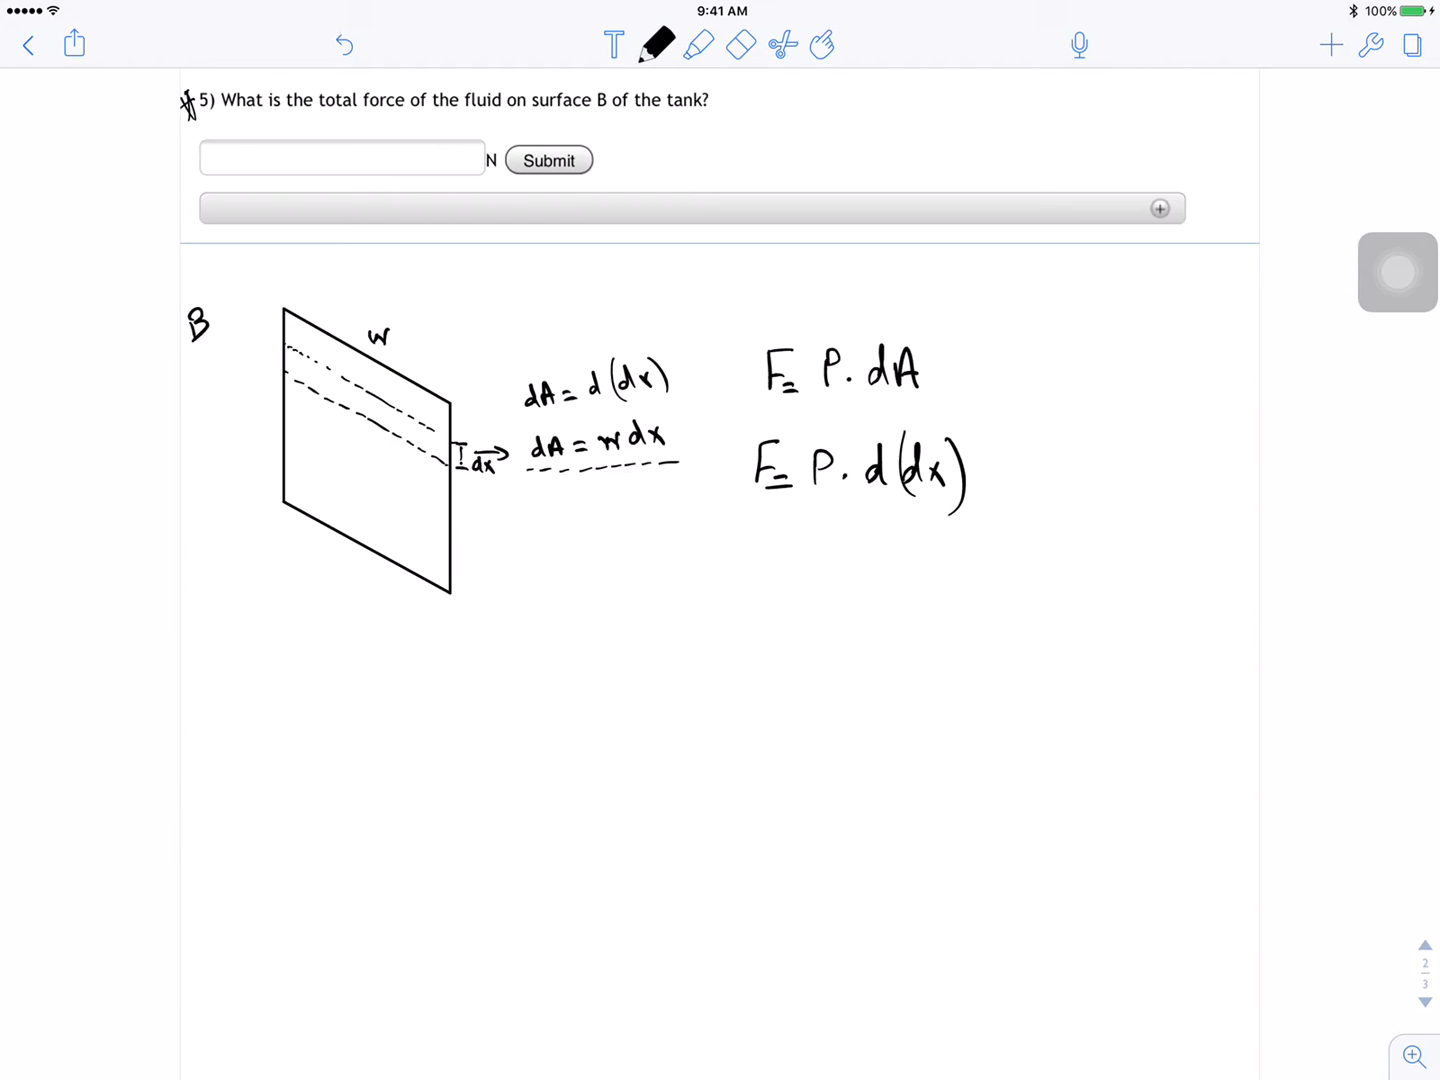 9:41 AM
100%
T
5) What is the total force of the fluid on surface B of the tank?
N Submit
B
w
dx
dA = d(dx)
dA = w dx
F = P. dA
F = P. d(dx)
2
3